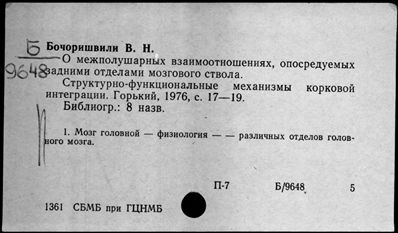 Б
9648
Бочоришвили В. Н.
О межполушарных взаимоотношениях, опосредуемых
задними отделами мозгового ствола.
Структурно-функциональные механизмы корковой
интеграции. Горький, 1976, с. 17—19.
Библиогр.: 8 назв.
1. Мозг головной — физиология — — различных отделов голов-
ного мозга.
П-7 Б/9648 5
1361 СБМБ при ГЦНМБ